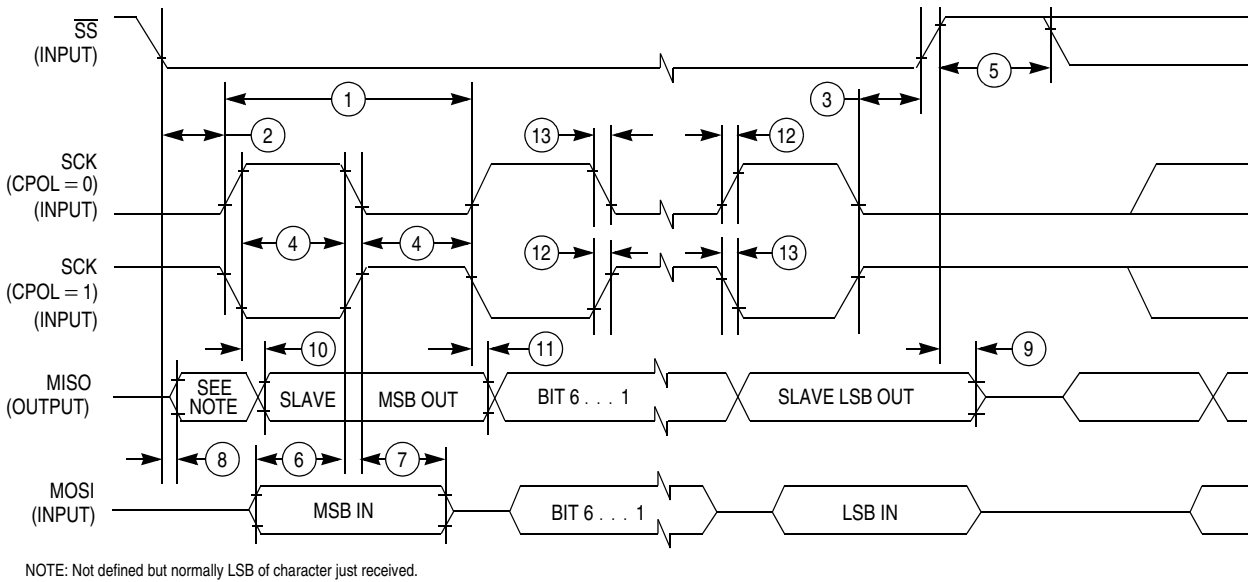 SS
(INPUT)
5
1
3
2
13
12
SCK
(CPOL = 0)
(INPUT)
4
4
12
13
SCK
(CPOL = 1)
(INPUT)
10
11
9
MISO
(OUTPUT)
SEE
NOTE
SLAVE
MSB OUT
BIT 6 . . . 1
SLAVE LSB OUT
8
6
7
MOSI
(INPUT)
MSB IN
BIT 6 . . . 1
LSB IN
NOTE: Not defined but normally LSB of character just received.